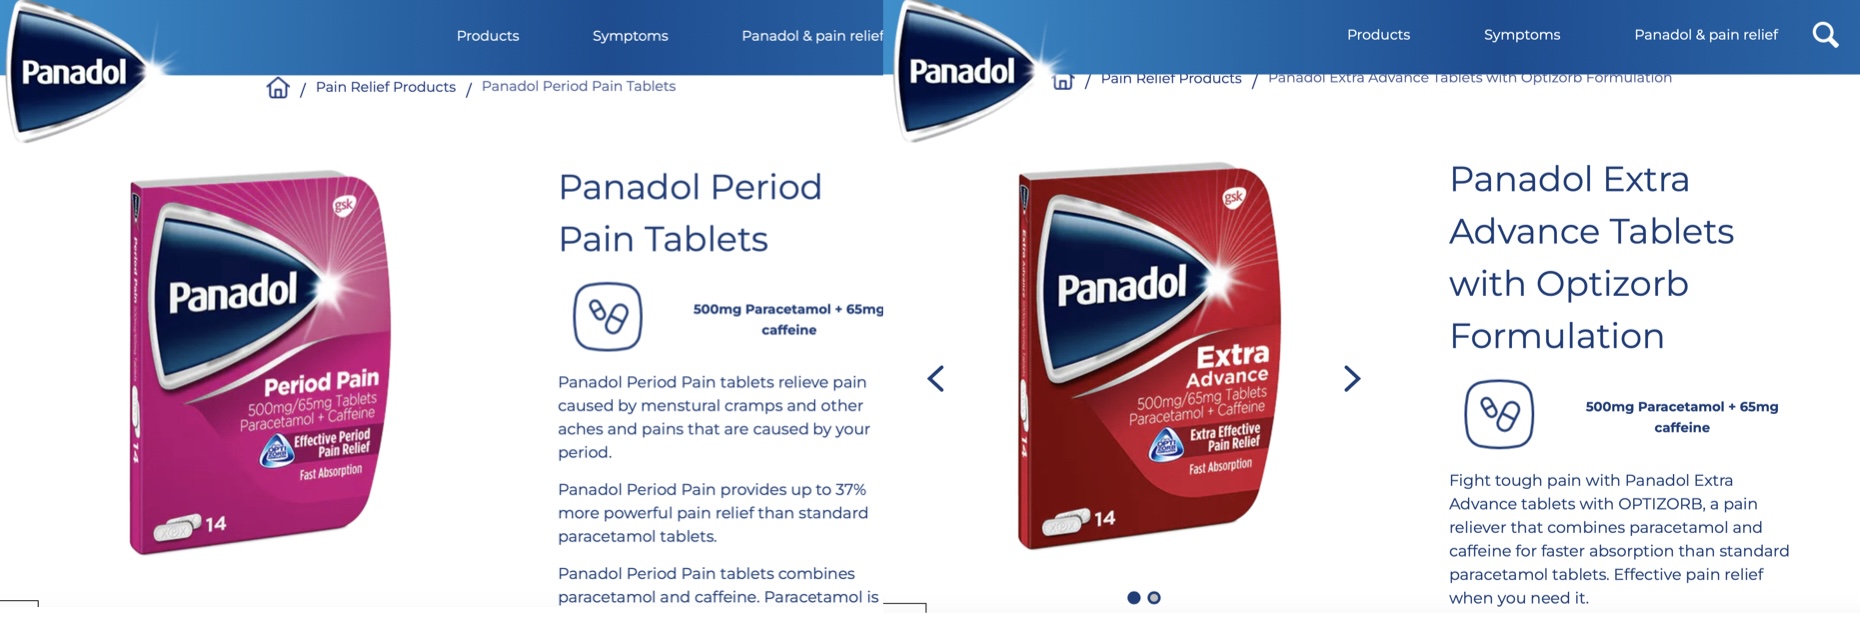 Panadol
Products
Symptoms
Panadol & pain relief
/ Pain Relief Products / Panadol Period Pain Tablets
gsk
Panadol
Period Pain
500mg/65mg Tablets
Paracetamol + Caffeine
OPTIZORB
Effective Period
Pain Relief
Fast Absorption
14
14
Panadol Period
Pain Tablets
500mg Paracetamol + 65mg
caffeine
Panadol Period Pain tablets relieve pain
caused by menstural cramps and other
aches and pains that are caused by your
period.
Panadol Period Pain provides up to 37%
more powerful pain relief than standard
paracetamol tablets.
Panadol Period Pain tablets combines
paracetamol and caffeine. Paracetamol is
Panadol
Products
Symptoms
Panadol & pain relief
/ Pain Relief Products / Panadol Extra Advance Tablets with Optizorb Formulation
gsk
Panadol
Extra
Advance
500mg/65mg Tablets
Paracetamol + Caffeine
OPTIZORB
Extra Effective
Pain Relief
Fast Absorption
14
14
Panadol Extra
Advance Tablets
with Optizorb
Formulation
500mg Paracetamol + 65mg
caffeine
Fight tough pain with Panadol Extra
Advance tablets with OPTIZORB, a pain
reliever that combines paracetamol and
caffeine for faster absorption than standard
paracetamol tablets. Effective pain relief
when you need it.